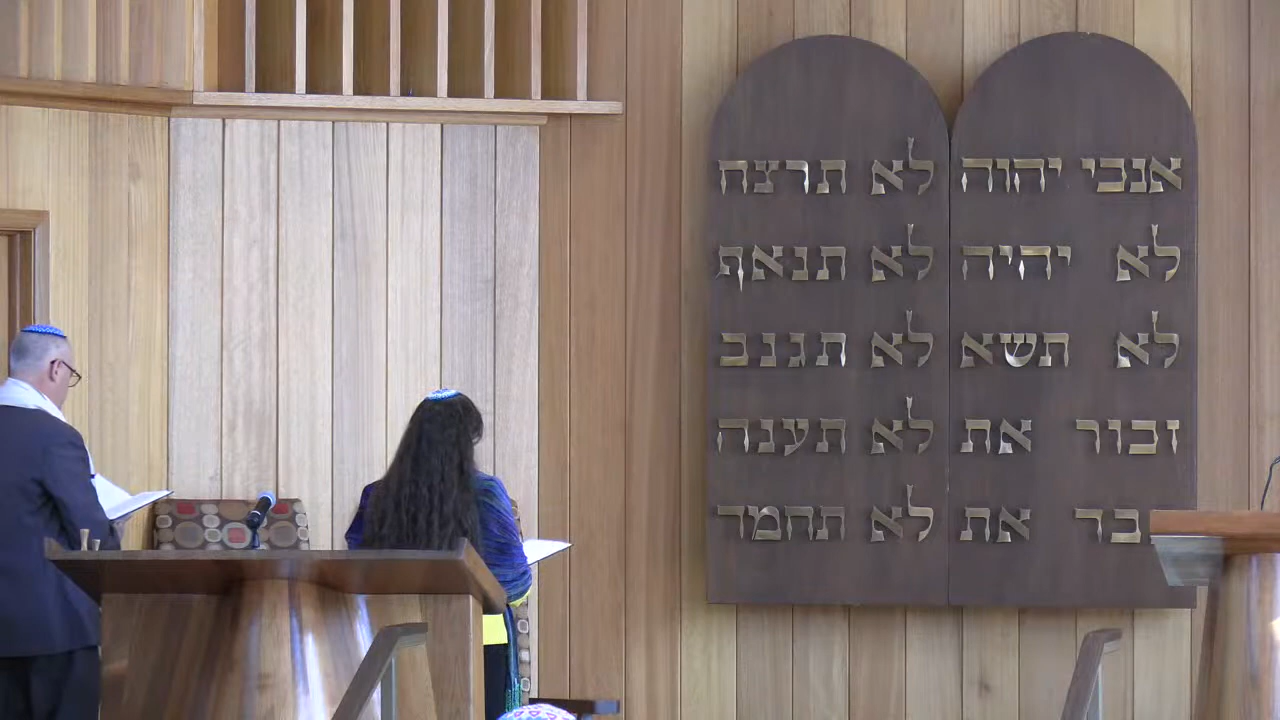 אנכי יהוה
לא יהיה
לא תשא
זכור את
בד את
לא תרצח
לא תנאף
לא תגנב
לא תענה
לא תחמד